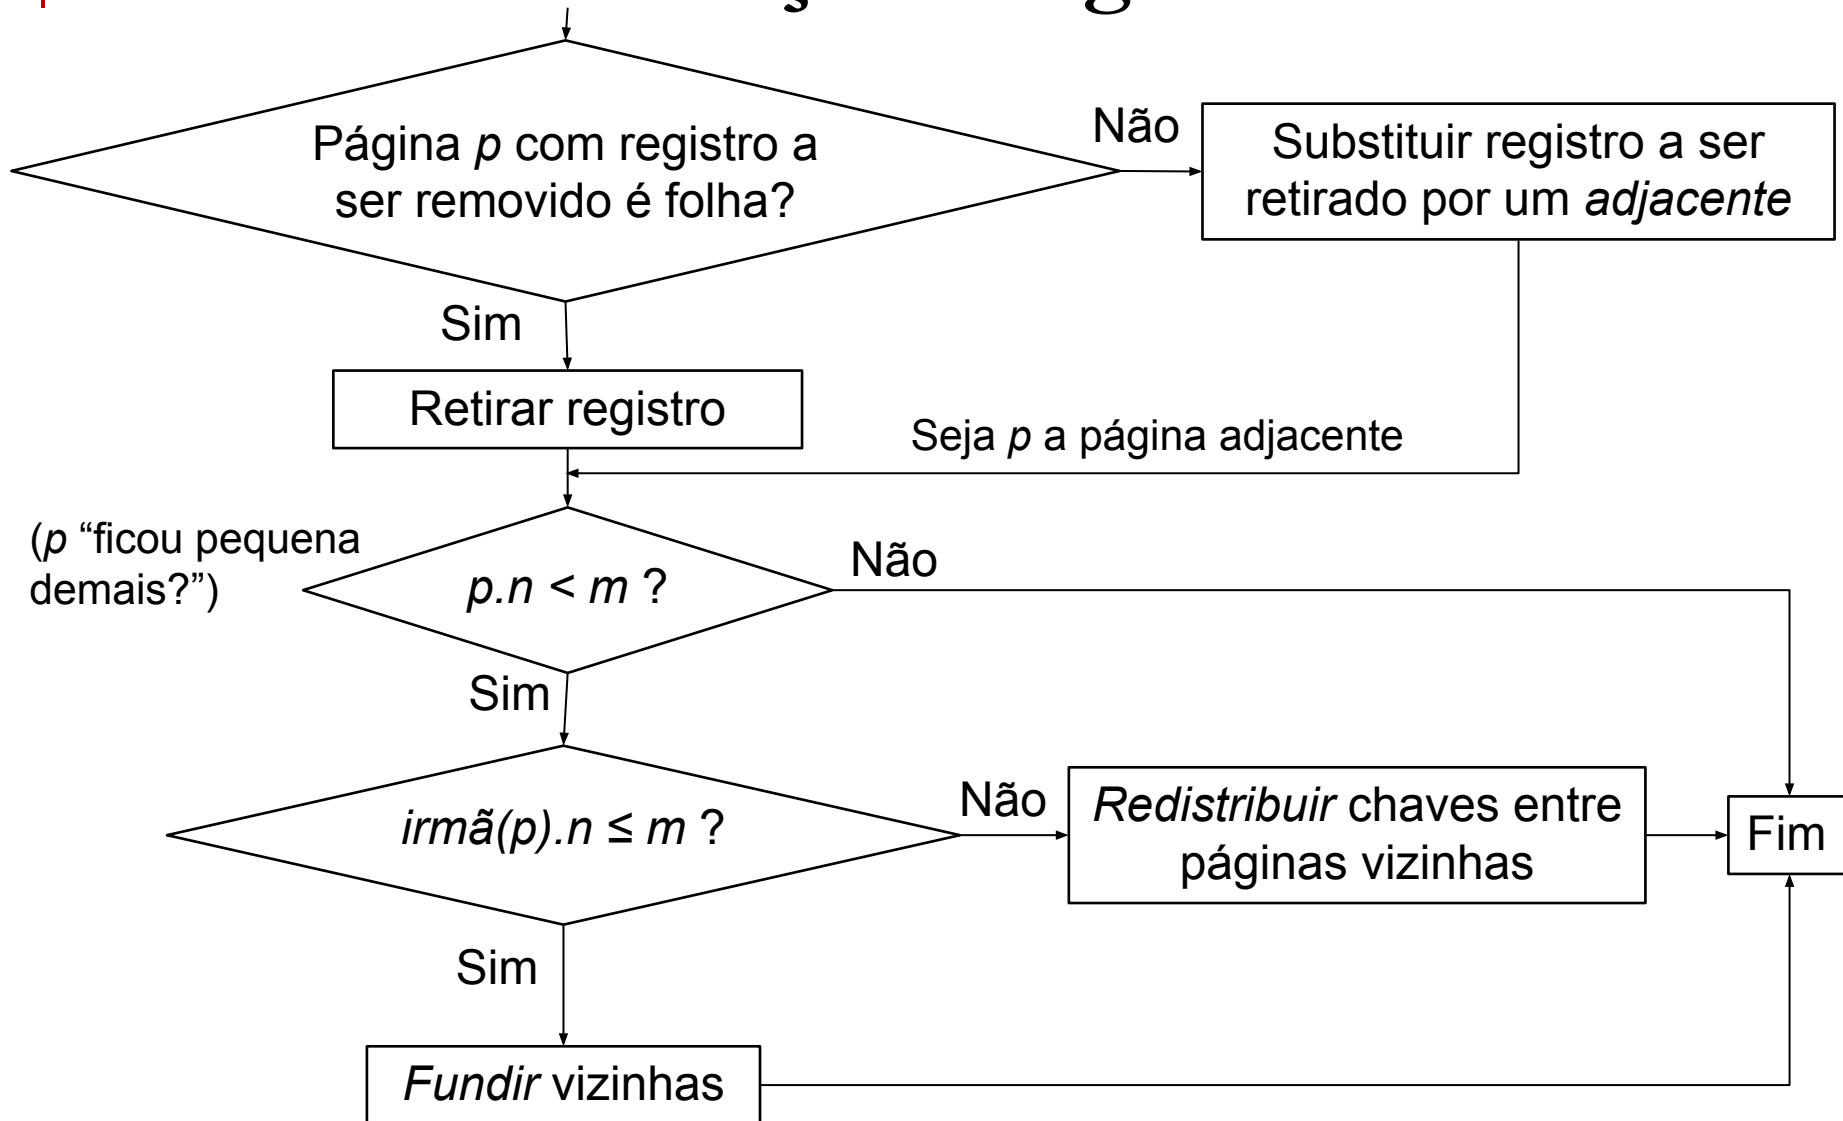 Não
Página p com registro a
ser removido é folha?
Substituir registro a ser
retirado por um adjacente
Sim
Retirar registro
Seja p a página adjacente
(p “ficou pequena
demais?”)
p.n < m ?
Não
Sim
irmã(p).n ≤ m ?
Não
Redistribuir chaves entre
páginas vizinhas
Fim
Sim
Fundir vizinhas